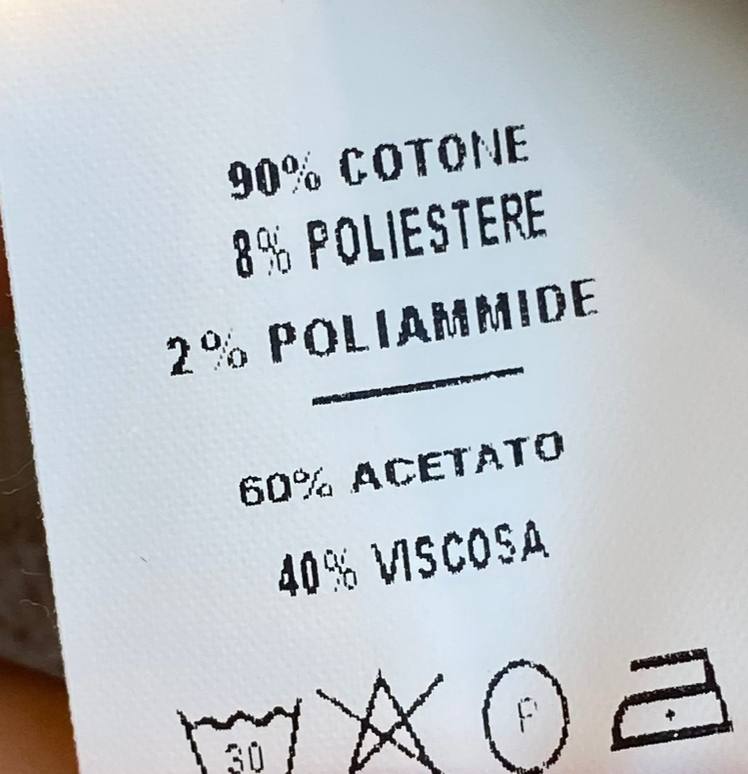 90% COTONE
8% POLIESTERE
2% POLIAMMIDE
60% ACETATO
40% VISCOSA
30 P